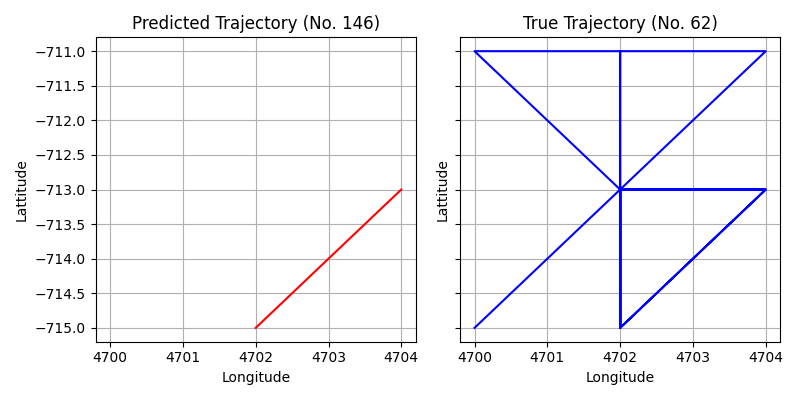 Predicted Trajectory (No. 146)
True Trajectory (No. 62)
Lattitude
−711.0
−711.5
−712.0
−712.5
−713.0
−713.5
−714.0
−714.5
−715.0
4700 4701 4702 4703 4704
Longitude
Lattitude
4700 4701 4702 4703 4704
Longitude